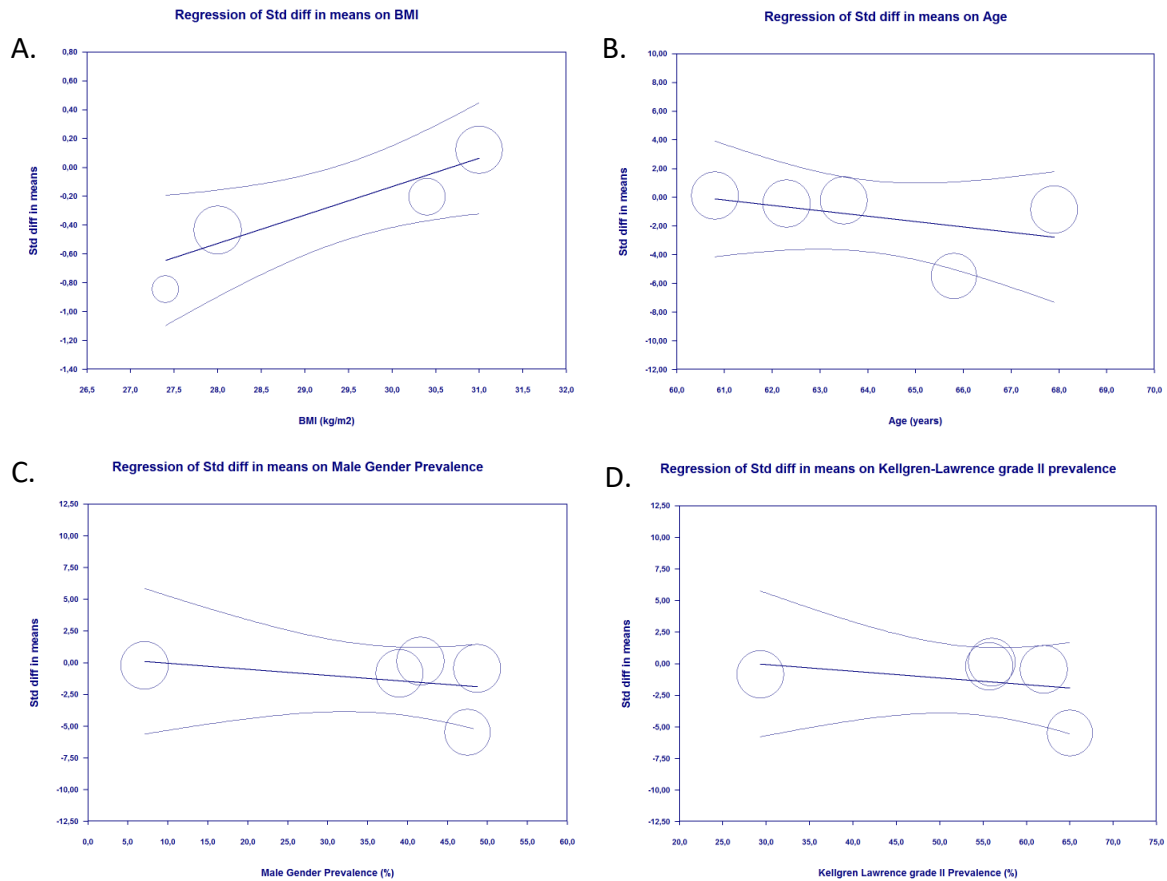 A.
Regression of Std diff in means on BMI
Std diff in means
0,80
0,60
0,40
0,20
0,00
-0,20
-0,40
-0,60
-0,80
-1,00
-1,20
-1,40
26,5 27,0 27,5 28,0 28,5 29,0 29,5 30,0 30,5 31,0 31,5 32,0
BMI (kg/m2)
B.
Regression of Std diff in means on Age
Std diff in means
10,00
8,00
6,00
4,00
2,00
0,00
-2,00
-4,00
-6,00
-8,00
-10,00
-12,00
60,0 61,0 62,0 63,0 64,0 65,0 66,0 67,0 68,0 69,0 70,0
Age (years)
C.
Regression of Std diff in means on Male Gender Prevalence
Std diff in means
12,50
10,00
7,50
5,00
2,50
0,00
-2,50
-5,00
-7,50
-10,00
-12,50
0,0 5,0 10,0 15,0 20,0 25,0 30,0 35,0 40,0 45,0 50,0 55,0 60,0
Male Gender Prevalence (%)
D.
Regression of Std diff in means on Kellgren-Lawrence grade II prevalence
Std diff in means
12,50
10,00
7,50
5,00
2,50
0,00
-2,50
-5,00
-7,50
-10,00
-12,50
20,0 25,0 30,0 35,0 40,0 45,0 50,0 55,0 60,0 65,0 70,0 75,0
Kellgren Lawrence grade II Prevalence (%)